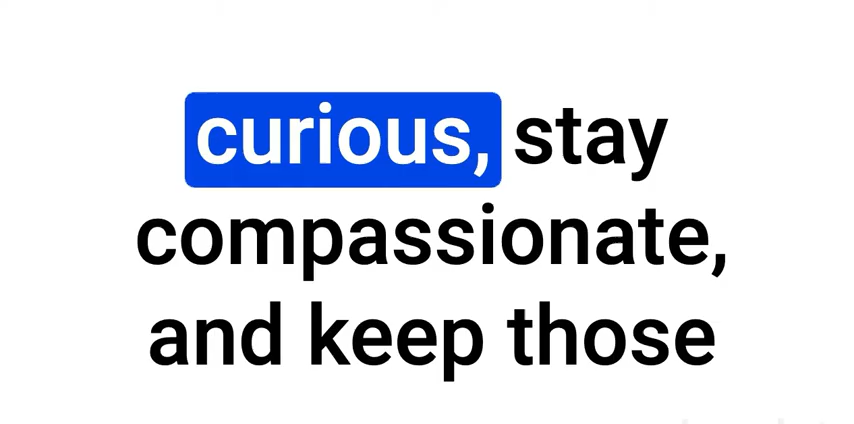 curious, stay
compassionate,
and keep those